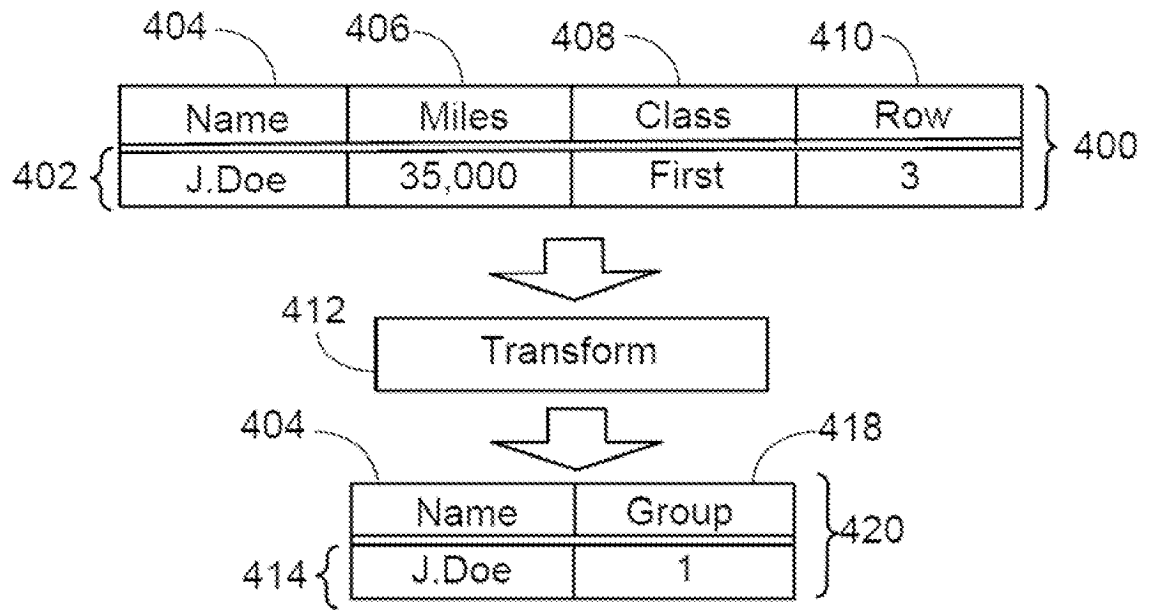 404 406 408 410
Name Miles Class Row
402 J.Doe 35,000 First 3 400
412
Transform
404 418
Name Group
420
414 J.Doe 1